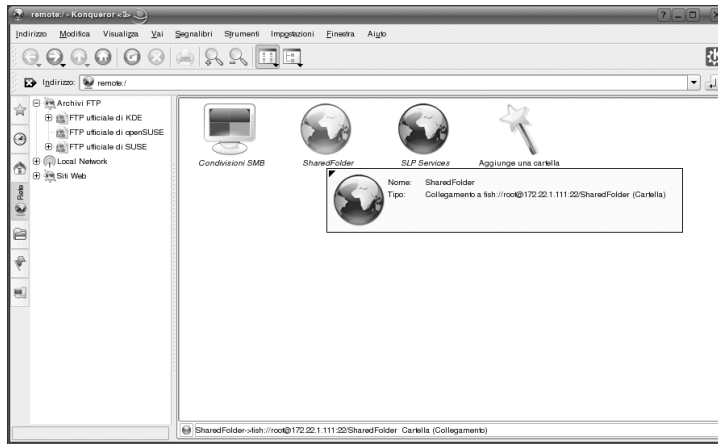 remote:/ - Konqueror <3>
Indirizzo Modifica Visualizza Vai Segnalibri Strumenti Impostazioni Finestra Aiuto
Indirizzo: remote:/
Archivi FTP
FTP ufficiale di KDE
FTP ufficiale di openSUSE
FTP ufficiale di SUSE
Local Network
Siti Web
Rete
Condivisioni SMB
SharedFolder
SLP Services
Aggiunge una cartella
Nome: SharedFolder
Tipo: Collegamento a fish://root@172.22.1.111:22/SharedFolder (Cartella)
SharedFolder->fish://root@172.22.1.111:22/SharedFolder Cartella (Collegamento)